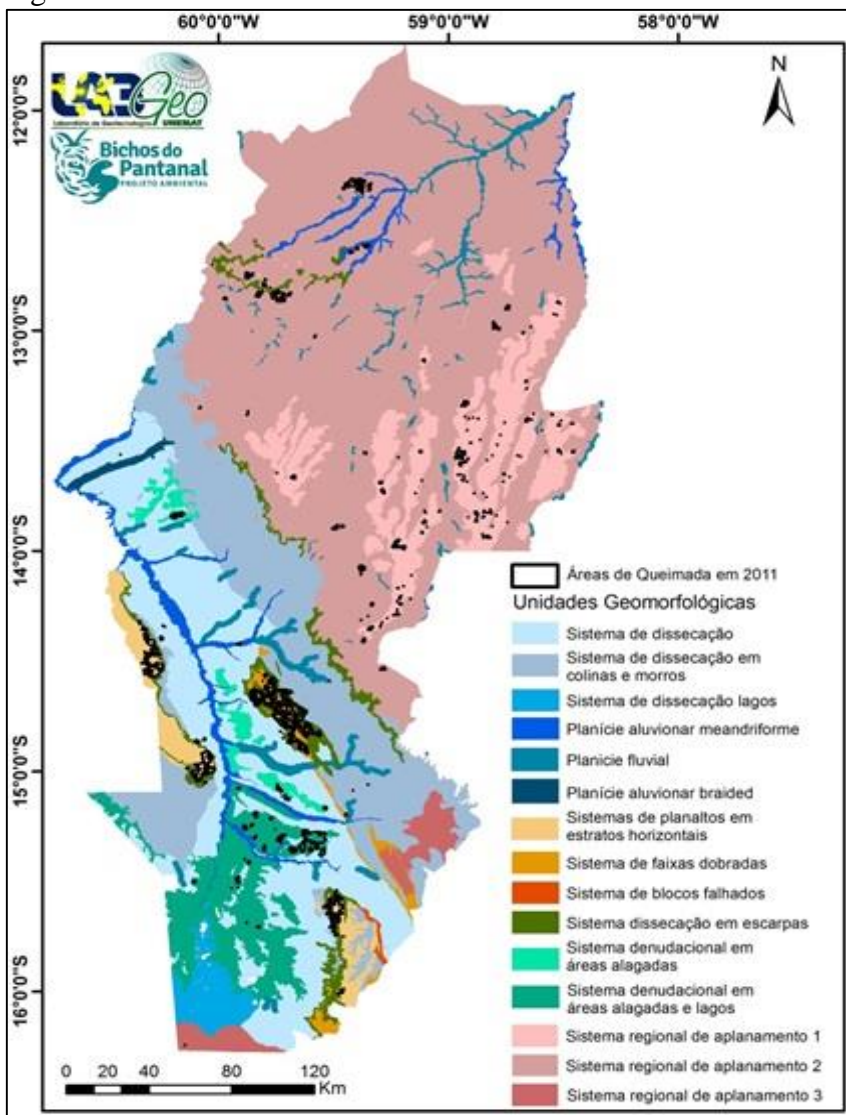 60°0'0"W 59°0'0"W 58°0'0"W
LABGeo
Laboratório de Geotecnologias UNEMAT
Bichos do
Pantanal
PROJETO AMBIENTAL
N
12°0'0"S
13°0'0"S
14°0'0"S
15°0'0"S
16°0'0"S
Áreas de Queimada em 2011
Unidades Geomorfológicas
Sistema de dissecação
Sistema de dissecação em
colinas e morros
Sistema de dissecação lagos
Planície aluvionar meandriforme
Planicie fluvial
Planície aluvionar braided
Sistemas de planaltos em
estratos horizontais
Sistema de faixas dobradas
Sistema de blocos falhados
Sistema dissecação em escarpas
Sistema denudacional em
áreas alagadas
Sistema denudacional em
áreas alagadas e lagos
Sistema regional de aplanamento 1
Sistema regional de aplanamento 2
Sistema regional de aplanamento 3
0 20 40 80 120
Km